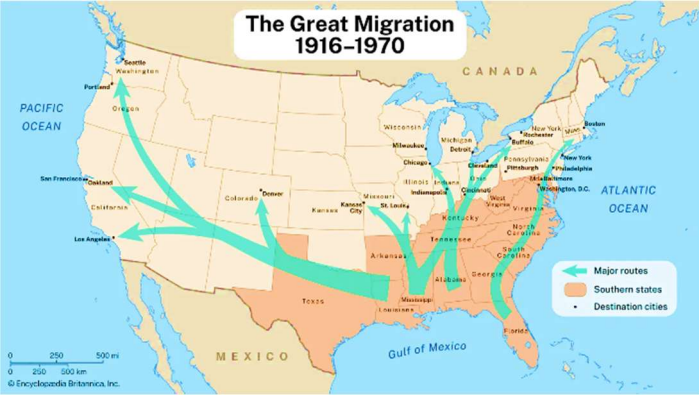 The Great Migration
1916–1970
CANADA
PACIFIC
OCEAN
Seattle
Washington
Portland
Oregon
San Francisco
Oakland
California
Los Angeles
Colorado
Denver
Kansas
Kansas
City
Missouri
St. Louis
Wisconsin
Milwaukee
Chicago
Michigan
Detroit
Illinois
Indiana
Indianapolis
Ohio
Cleveland
Cincinnati
New York
Rochester
Buffalo
Mass.
Boston
Pennsylvania
Pittsburgh
New York
Philadelphia
Baltimore
Washington, D.C.
West
Virginia
Virginia
Kentucky
Tennessee
North
Carolina
South
Carolina
Arkansas
Mississippi
Alabama
Georgia
Louisiana
Texas
Florida
ATLANTIC
OCEAN
Gulf of Mexico
MEXICO
Major routes
Southern states
Destination cities
0 250 500 mi
0 250 500 km
© Encyclopædia Britannica, Inc.